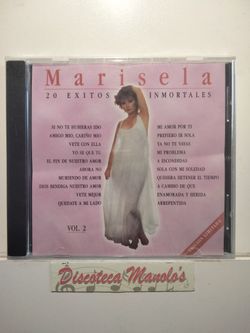 Marisela
20 EXITOS INMORTALES
SI NO TE HUBIERAS IDO
AMIGO MIO, CARIÑO MIO
VETE CON ELLA
YO SE QUE TU
EL FIN DE NUESTRO AMOR
AHORA NO
MURIENDO DE AMOR
DIOS BENDIGA NUESTRO AMOR
VETE MEJOR
QUEDATE A MI LADO
MI AMOR POR TI
PREFIERO IR SOLA
YA NO TE VAYAS
MI PROBLEMA
A ESCONDIDAS
SOLA CON MI SOLEDAD
QUISIERA DETENER EL TIEMPO
A CAMBIO DE QUE
ENAMORADA Y HERIDA
ARREPENTIDA
VOL. 2
Discoteca Manolo's